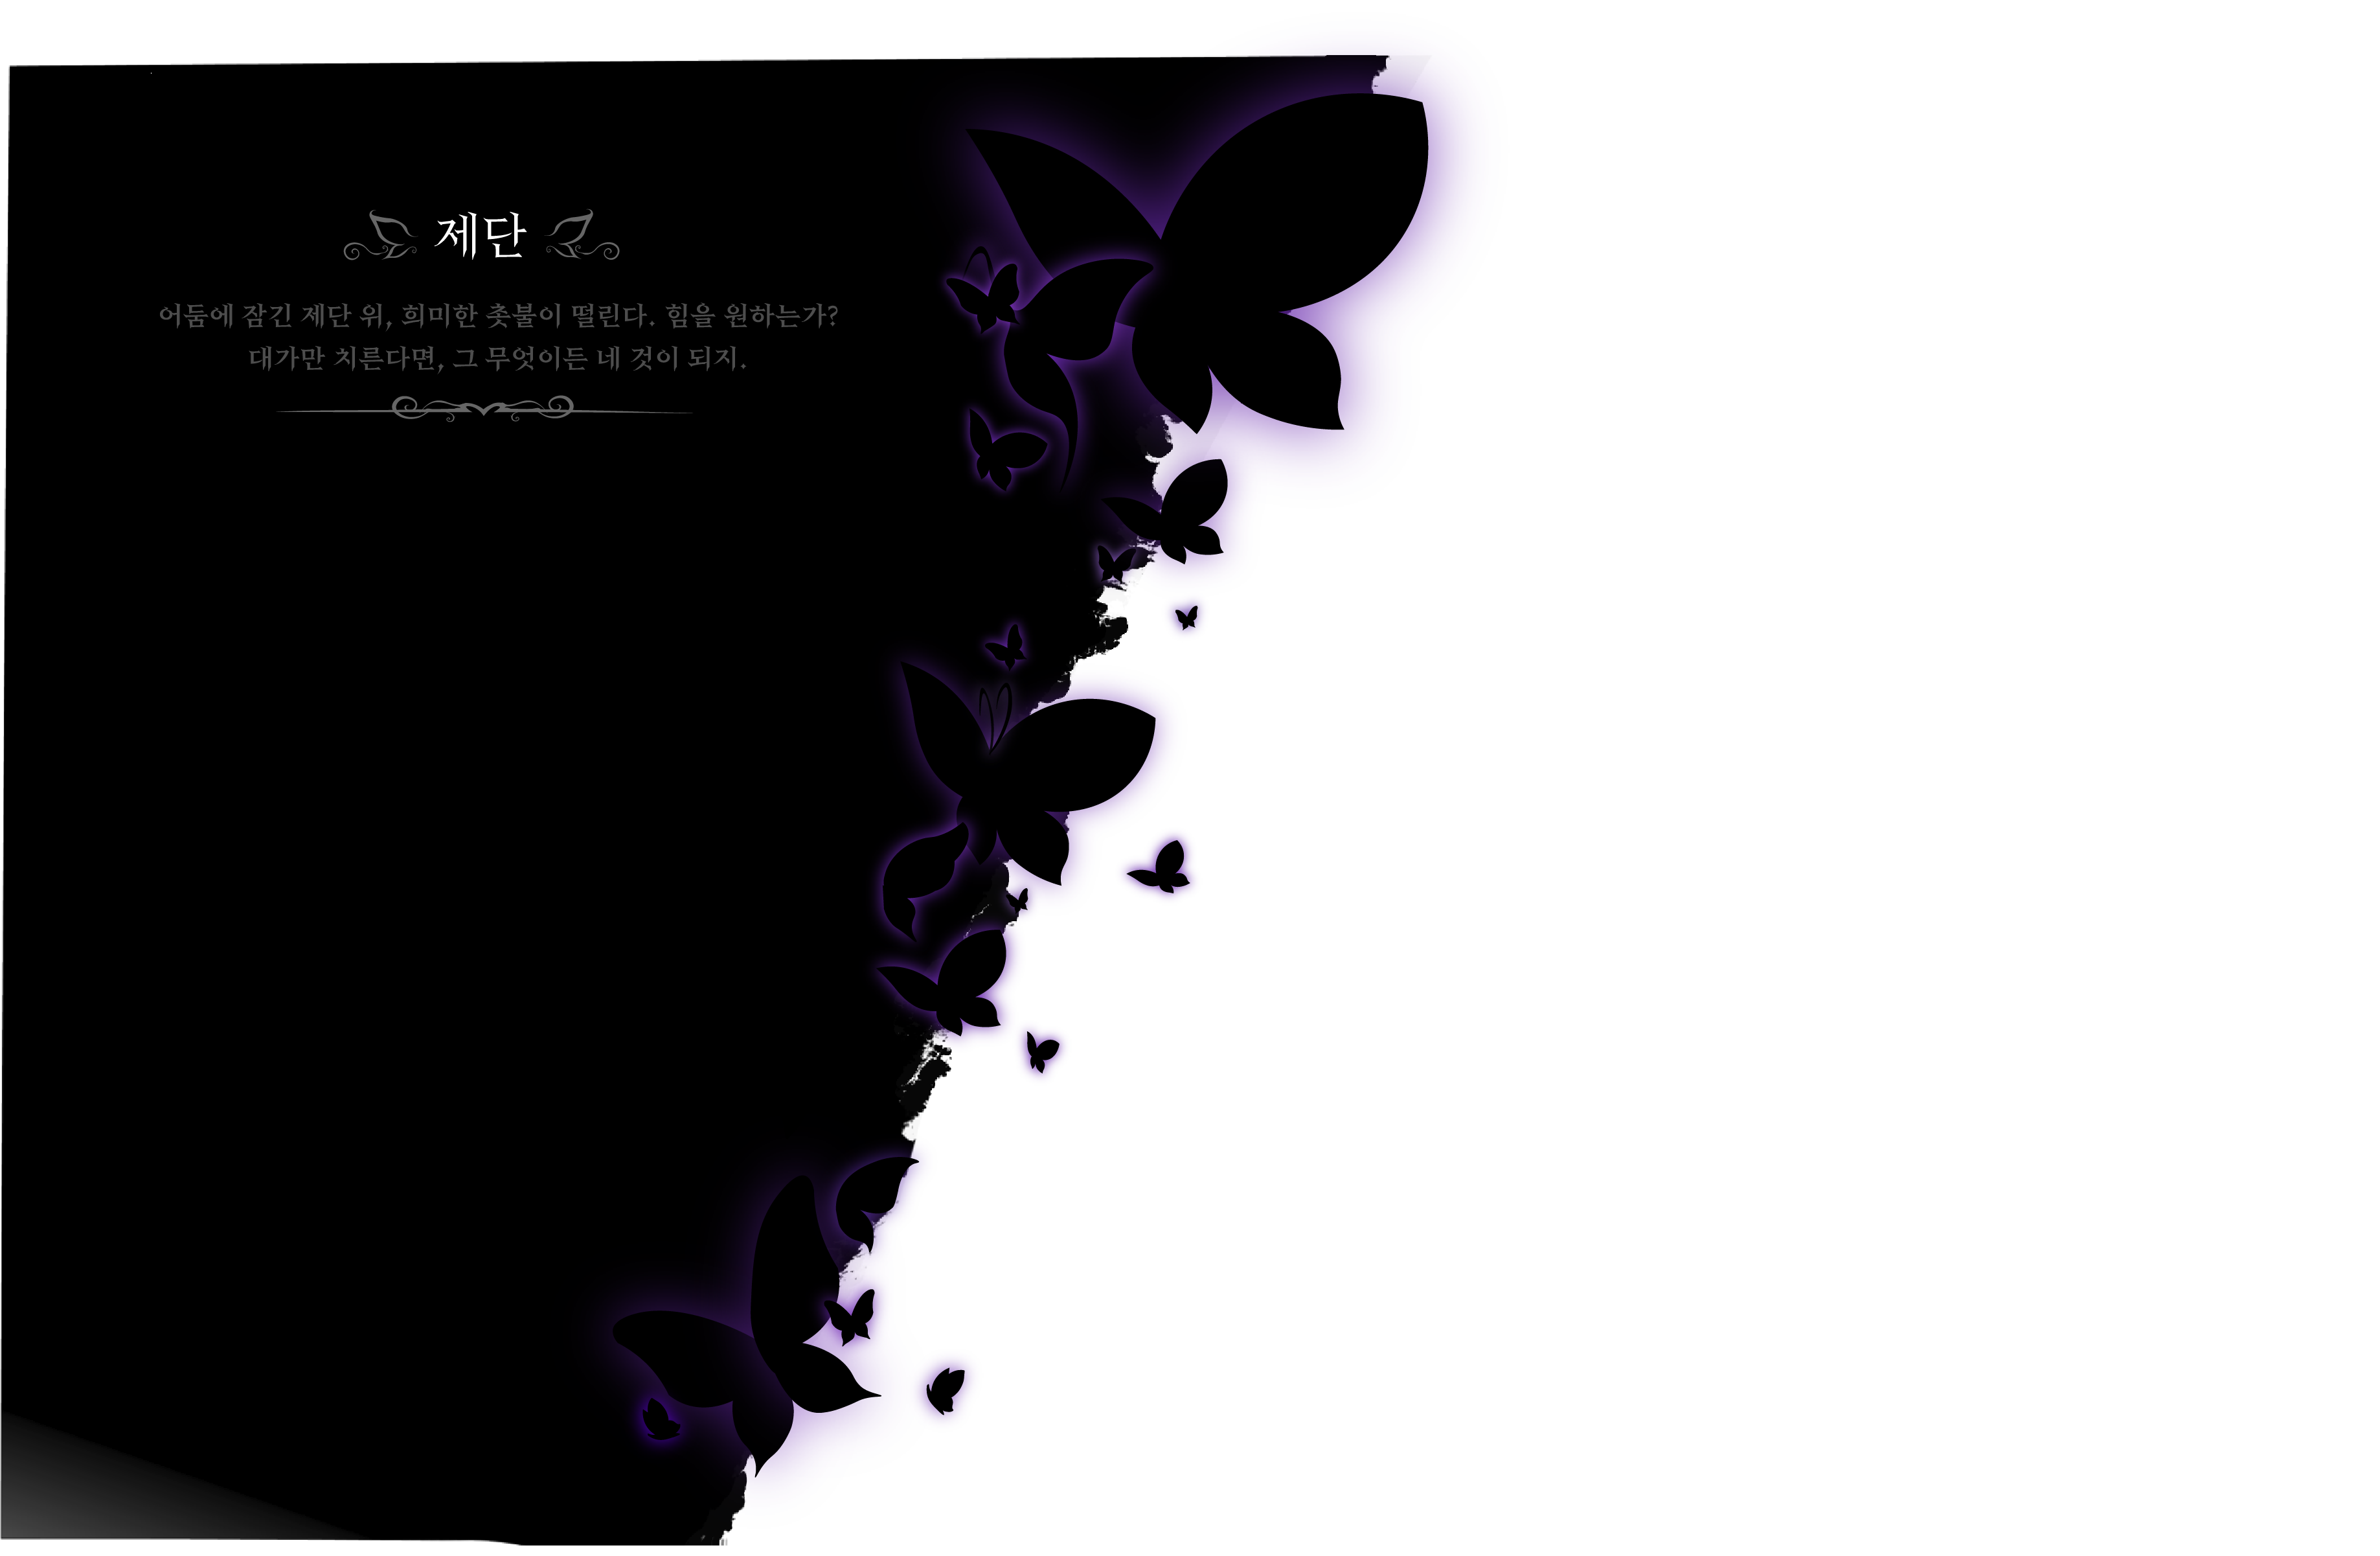 제단
어둠에 잠긴 제단 위, 희미한 촛불이 떨린다. 힘을 원하는가?
대가만 치른다면, 그 무엇이든 네 것이 되지.